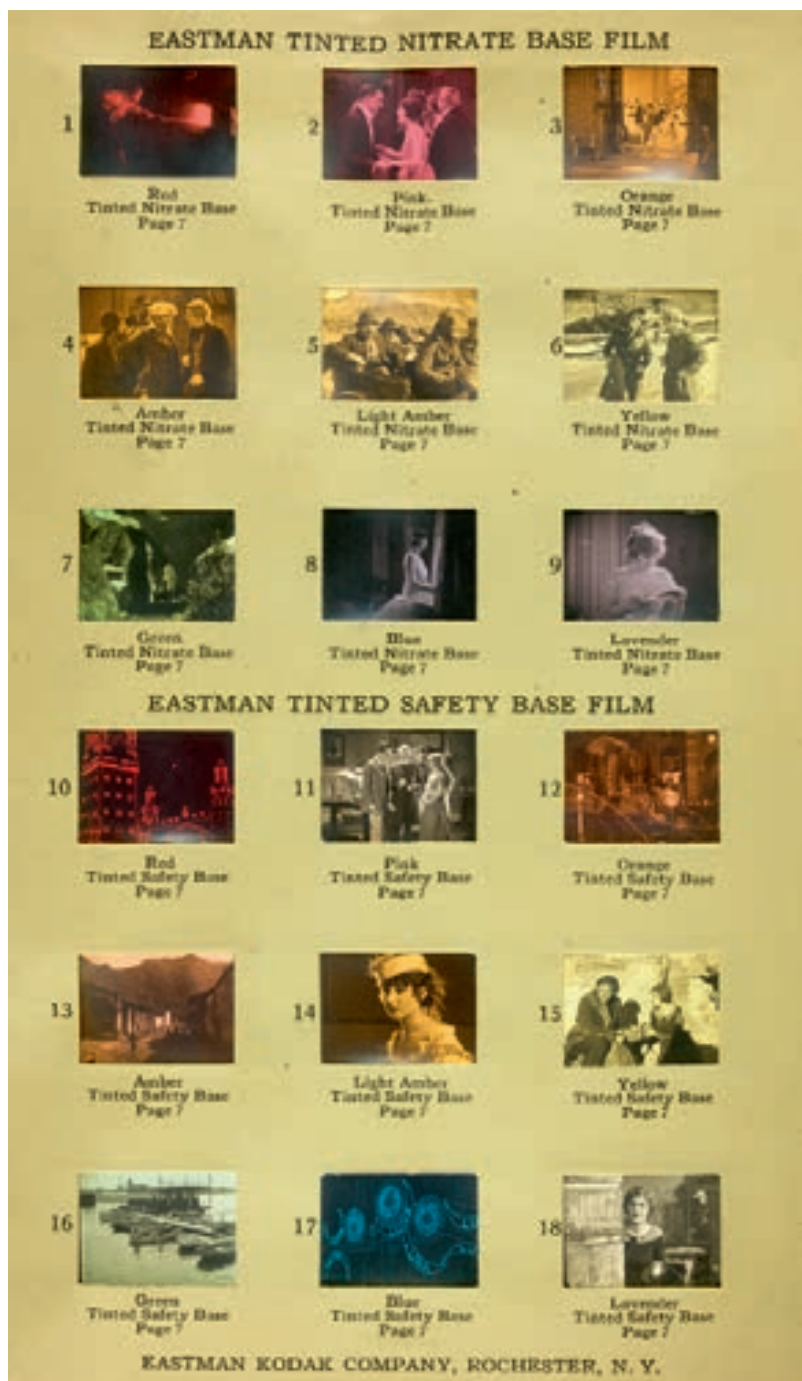 EASTMAN TINTED NITRATE BASE FILM
1
2
3
Red
Tinted Nitrate Base
Page 7
Pink
Tinted Nitrate Base
Page 7
Orange
Tinted Nitrate Base
Page 7
4
5
6
Amber
Tinted Nitrate Base
Page 7
Light Amber
Tinted Nitrate Base
Page 7
Yellow
Tinted Nitrate Base
Page 7
7
8
9
Green
Tinted Nitrate Base
Page 7
Blue
Tinted Nitrate Base
Page 7
Lavender
Tinted Nitrate Base
Page 7
EASTMAN TINTED SAFETY BASE FILM
10
11
12
Red
Tinted Safety Base
Page 7
Pink
Tinted Safety Base
Page 7
Orange
Tinted Safety Base
Page 7
13
14
15
Amber
Tinted Safety Base
Page 7
Light Amber
Tinted Safety Base
Page 7
Yellow
Tinted Safety Base
Page 7
16
17
18
Green
Tinted Safety Base
Page 7
Blue
Tinted Safety Base
Page 7
Lavender
Tinted Safety Base
Page 7
EASTMAN KODAK COMPANY, ROCHESTER, N. Y.